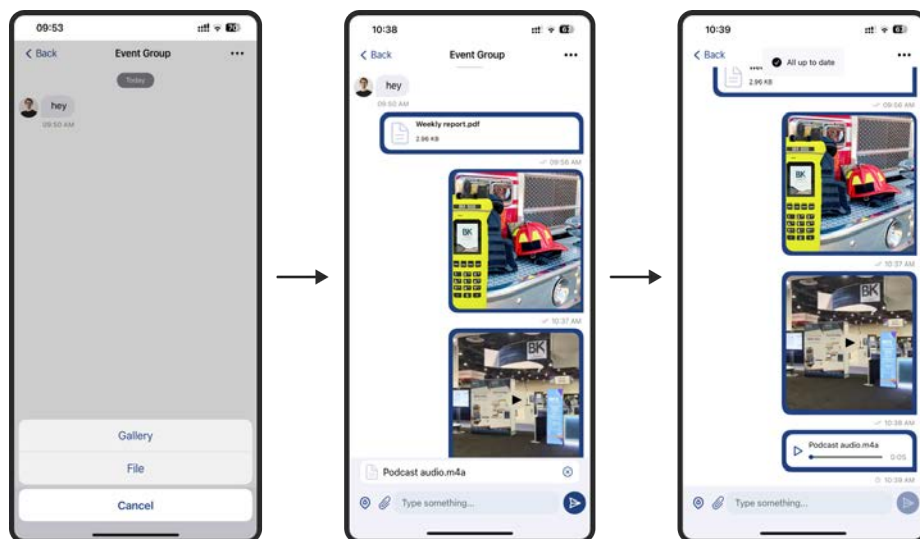 09:53
Back
Event Group
Today
hey
09:50 AM
Gallery
File
Cancel
10:38
Back
Event Group
hey
09:50 AM
Weekly report.pdf
2.96 KB
09:56 AM
BK
10:37 AM
BK
Podcast audio.m4a
Type something...
10:39
Back
All up to date
2.96 KB
09:56 AM
BK
10:37 AM
BK
10:38 AM
Podcast audio.m4a
0:05
10:39 AM
Type something...